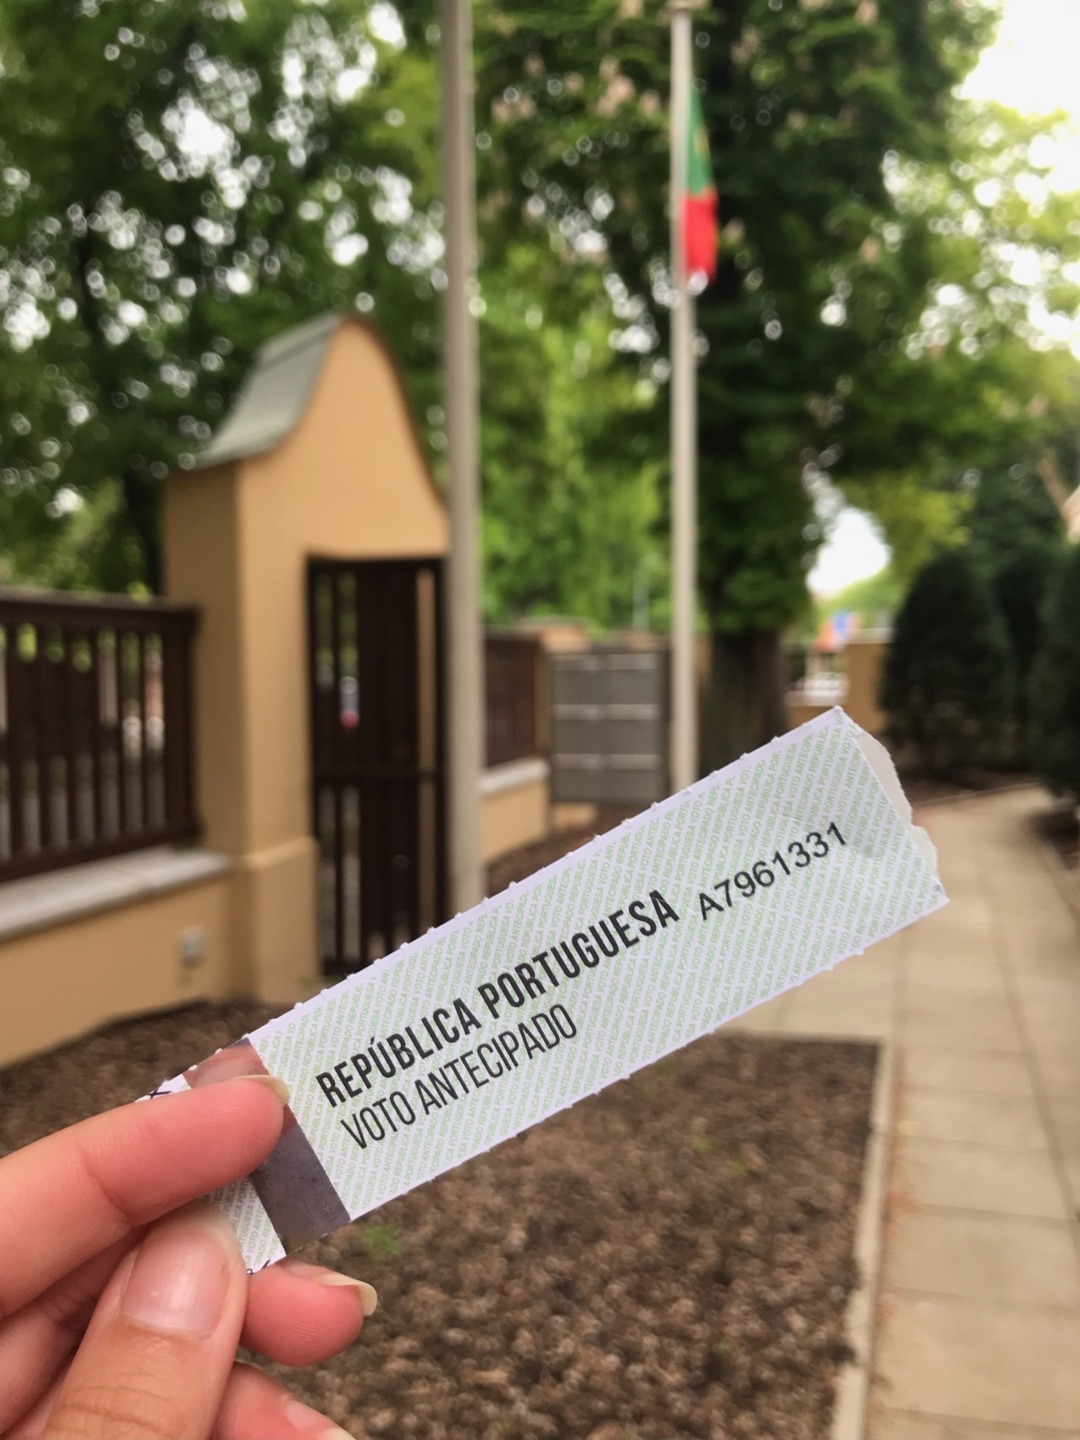 REPÚBLICA PORTUGUESA A7961331
VOTO ANTECIPADO